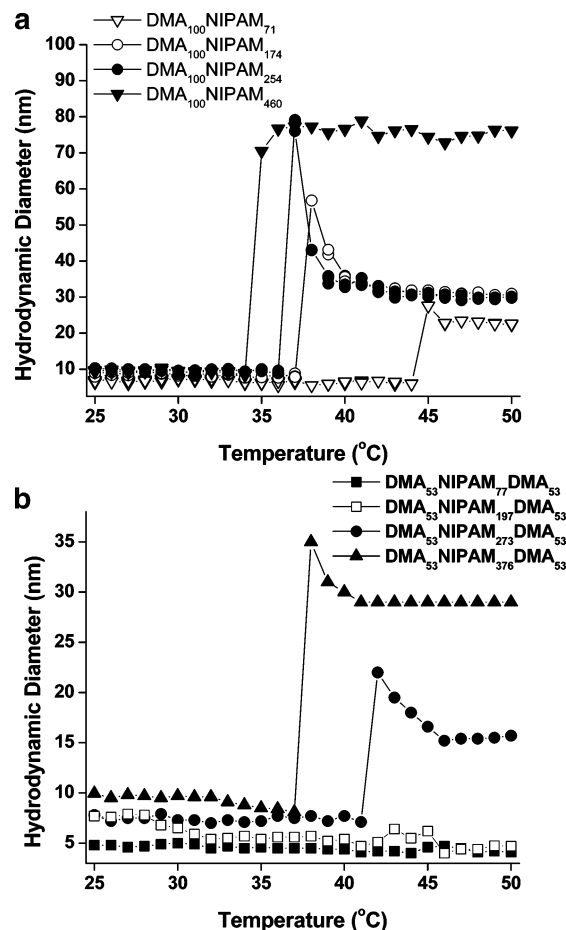 a
DMA₁₀₀NIPAM₇₁
DMA₁₀₀NIPAM₁₇₄
DMA₁₀₀NIPAM₂₅₄
DMA₁₀₀NIPAM₄₆₀
Hydrodynamic Diameter (nm)
100
90
80
70
60
50
40
30
20
10
25 30 35 40 45 50
Temperature (°C)
b
DMA₅₃NIPAM₇₇DMA₅₃
DMA₅₃NIPAM₁₉₇DMA₅₃
DMA₅₃NIPAM₂₇₃DMA₅₃
DMA₅₃NIPAM₃₇₆DMA₅₃
Hydrodynamic Diameter (nm)
35
30
25
20
15
10
5
25 30 35 40 45 50
Temperature (°C)